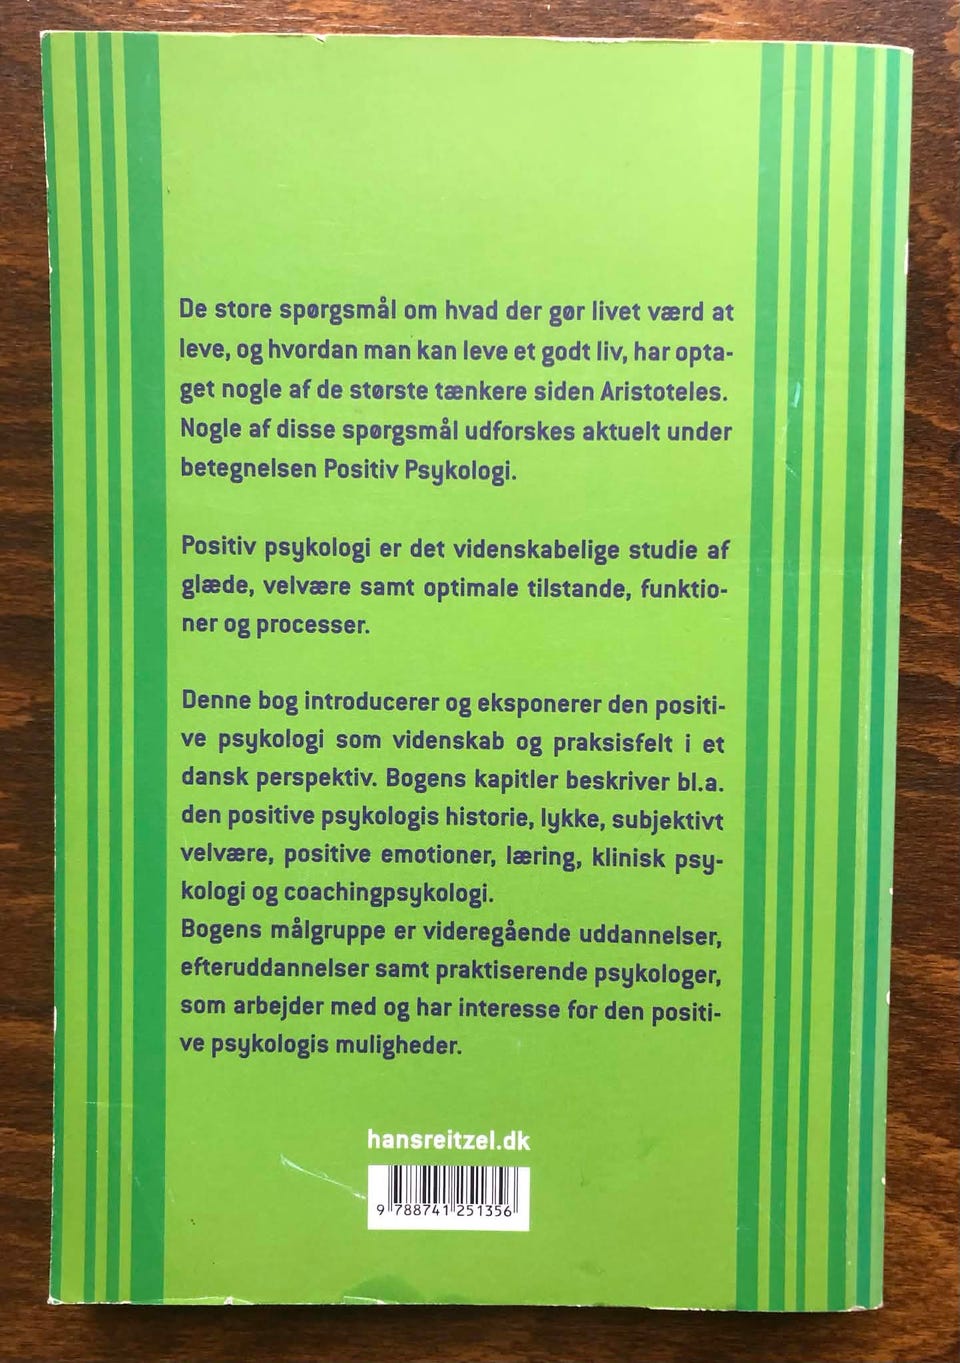 De store spørgsmål om hvad der gør livet værd at
leve, og hvordan man kan leve et godt liv, har opta-
get nogle af de største tænkere siden Aristoteles.
Nogle af disse spørgsmål udforskes aktuelt under
betegnelsen Positiv Psykologi.
Positiv psykologi er det videnskabelige studie af
glæde, velvære samt optimale tilstande, funktio-
ner og processer.
Denne bog introducerer og eksponerer den positi-
ve psykologi som videnskab og praksisfelt i et
dansk perspektiv. Bogens kapitler beskriver bl.a.
den positive psykologis historie, lykke, subjektivt
velvære, positive emotioner, læring, klinisk psy-
kologi og coachingpsykologi.
Bogens målgruppe er videregående uddannelser,
efteruddannelser samt praktiserende psykologer,
som arbejder med og har interesse for den positi-
ve psykologis muligheder.
hansreitzel.dk
9 788741 251356